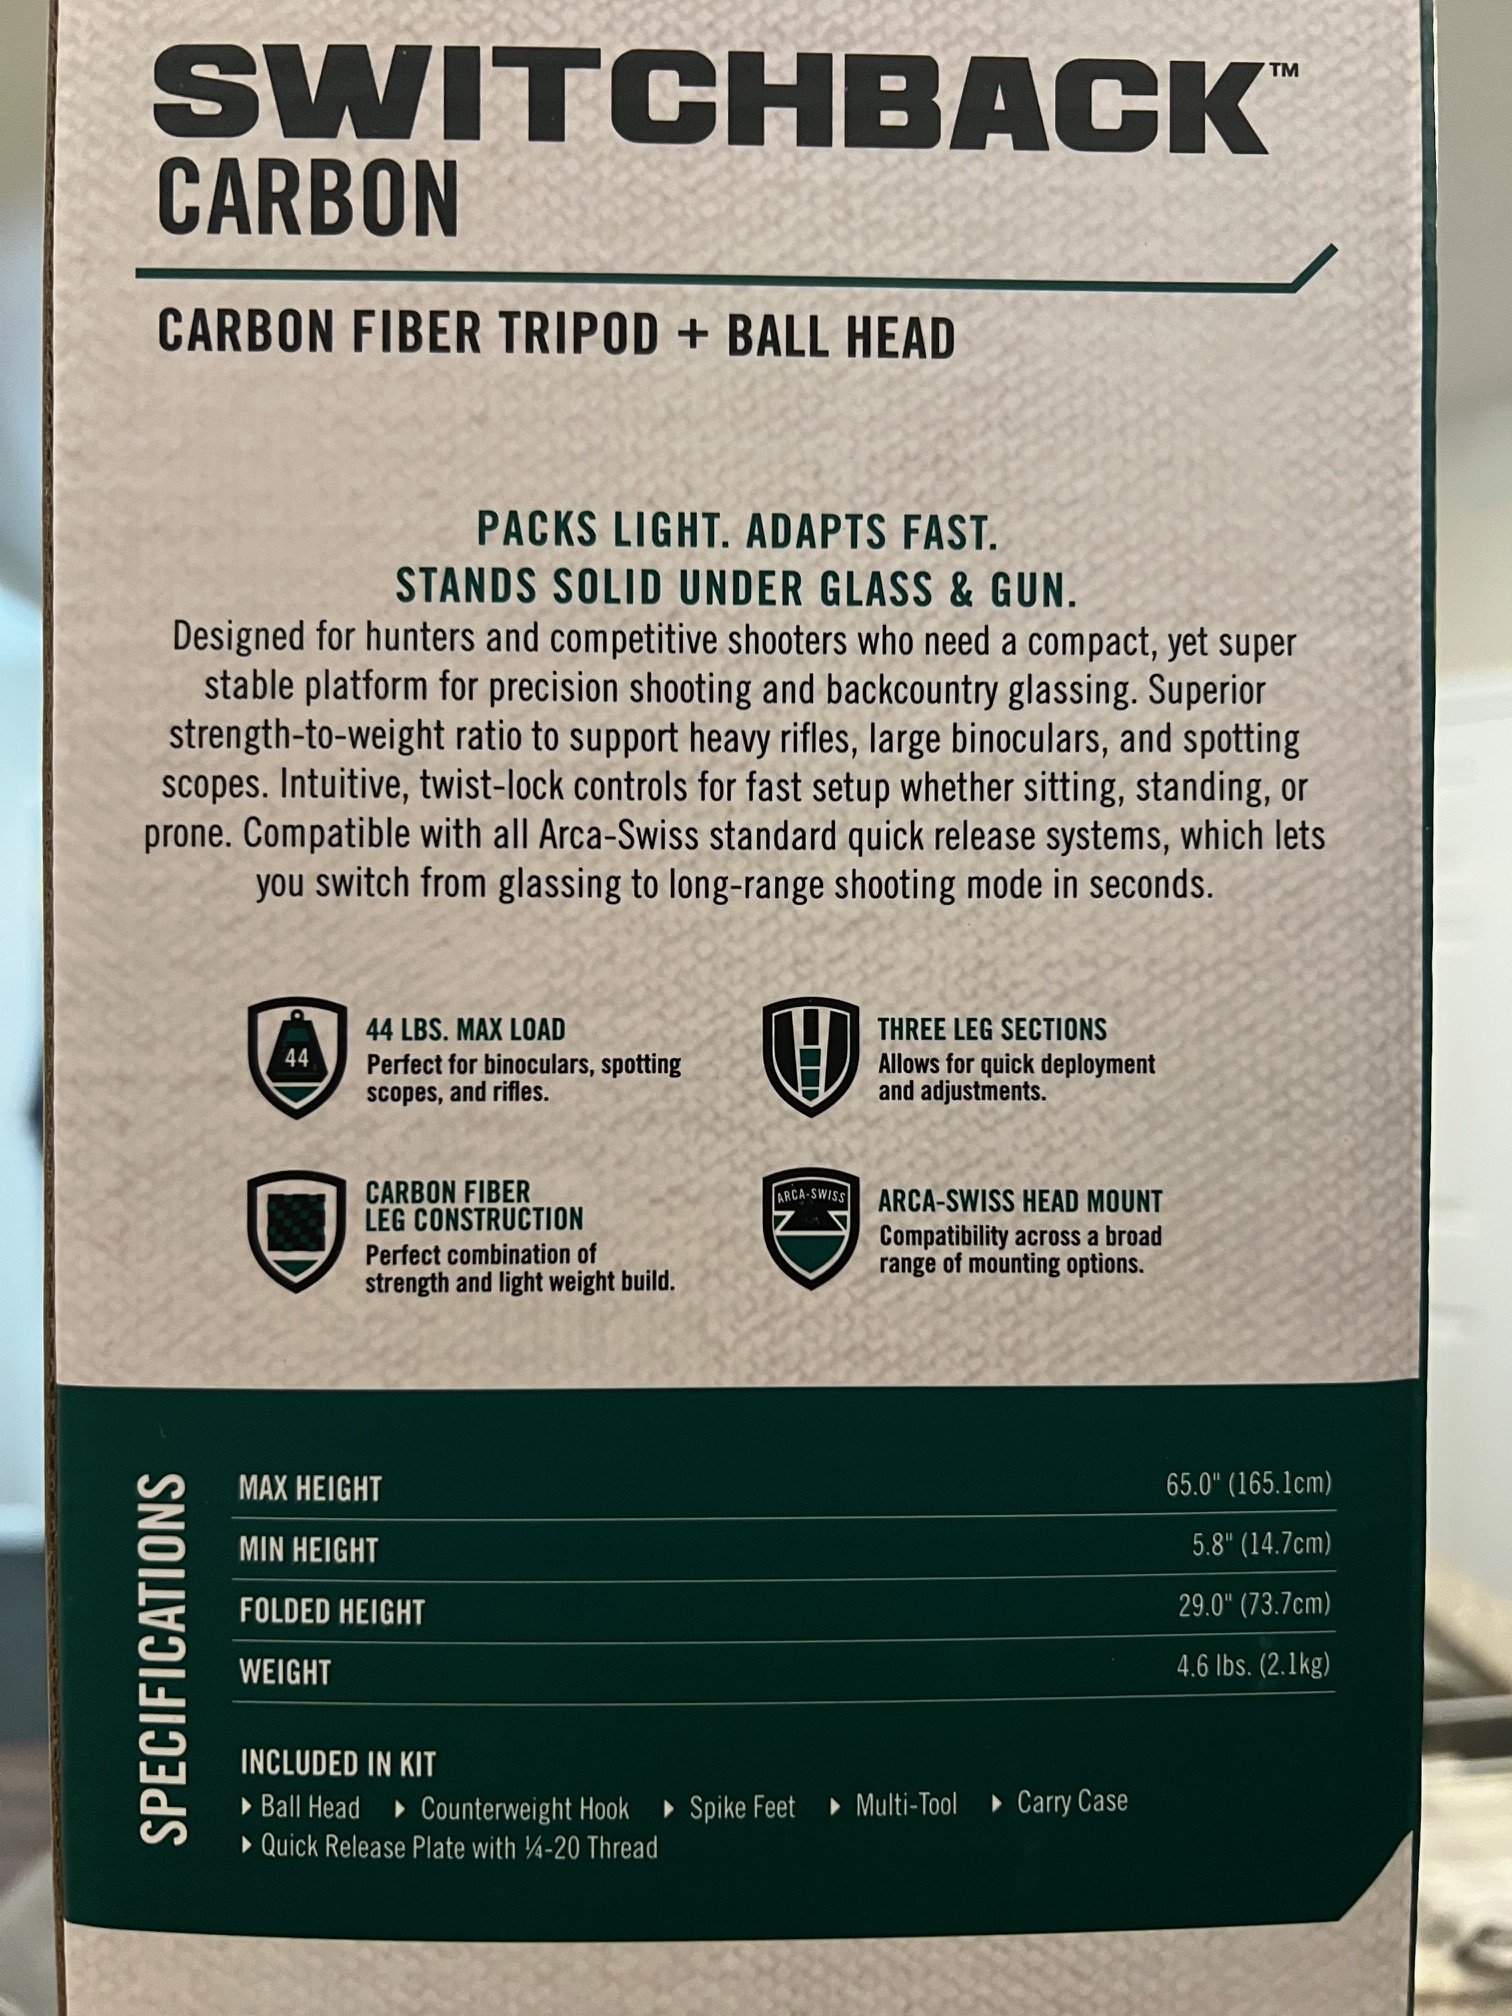 SWITCHBACK™
CARBON
CARBON FIBER TRIPOD + BALL HEAD
PACKS LIGHT. ADAPTS FAST.
STANDS SOLID UNDER GLASS & GUN.
Designed for hunters and competitive shooters who need a compact, yet super
stable platform for precision shooting and backcountry glassing. Superior
strength-to-weight ratio to support heavy rifles, large binoculars, and spotting
scopes. Intuitive, twist-lock controls for fast setup whether sitting, standing, or
prone. Compatible with all Arca-Swiss standard quick release systems, which lets
you switch from glassing to long-range shooting mode in seconds.
44
44 LBS. MAX LOAD
Perfect for binoculars, spotting
scopes, and rifles.
THREE LEG SECTIONS
Allows for quick deployment
and adjustments.
CARBON FIBER
LEG CONSTRUCTION
Perfect combination of
strength and light weight build.
ARCA-SWISS
ARCA-SWISS HEAD MOUNT
Compatibility across a broad
range of mounting options.
SPECIFICATIONS
MAX HEIGHT 65.0" (165.1cm)
MIN HEIGHT 5.8" (14.7cm)
FOLDED HEIGHT 29.0" (73.7cm)
WEIGHT 4.6 lbs. (2.1kg)
INCLUDED IN KIT
▸ Ball Head ▸ Counterweight Hook ▸ Spike Feet ▸ Multi-Tool ▸ Carry Case
▸ Quick Release Plate with ¼-20 Thread